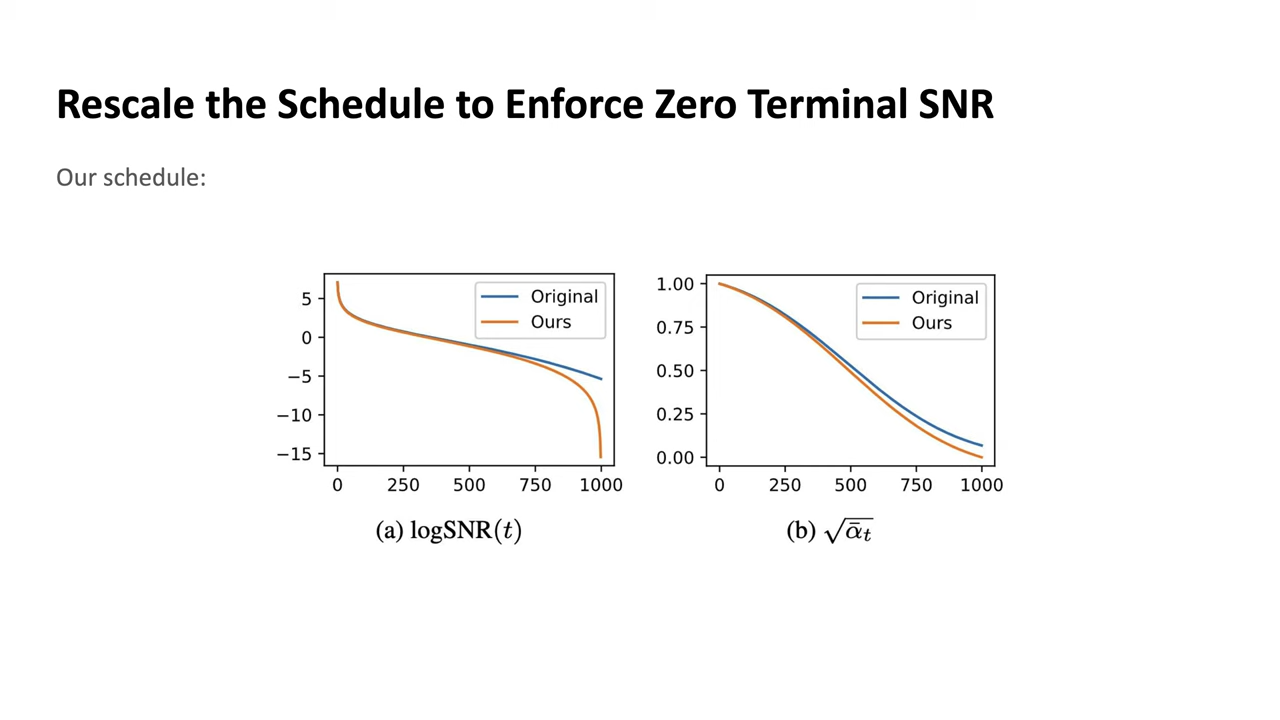 Rescale the Schedule to Enforce Zero Terminal SNR
Our schedule:
5
0
−5
−10
−15
0 250 500 750 1000
Original
Ours
(a) logSNR(t)
1.00
0.75
0.50
0.25
0.00
0 250 500 750 1000
Original
Ours
(b) √ᾱₜ